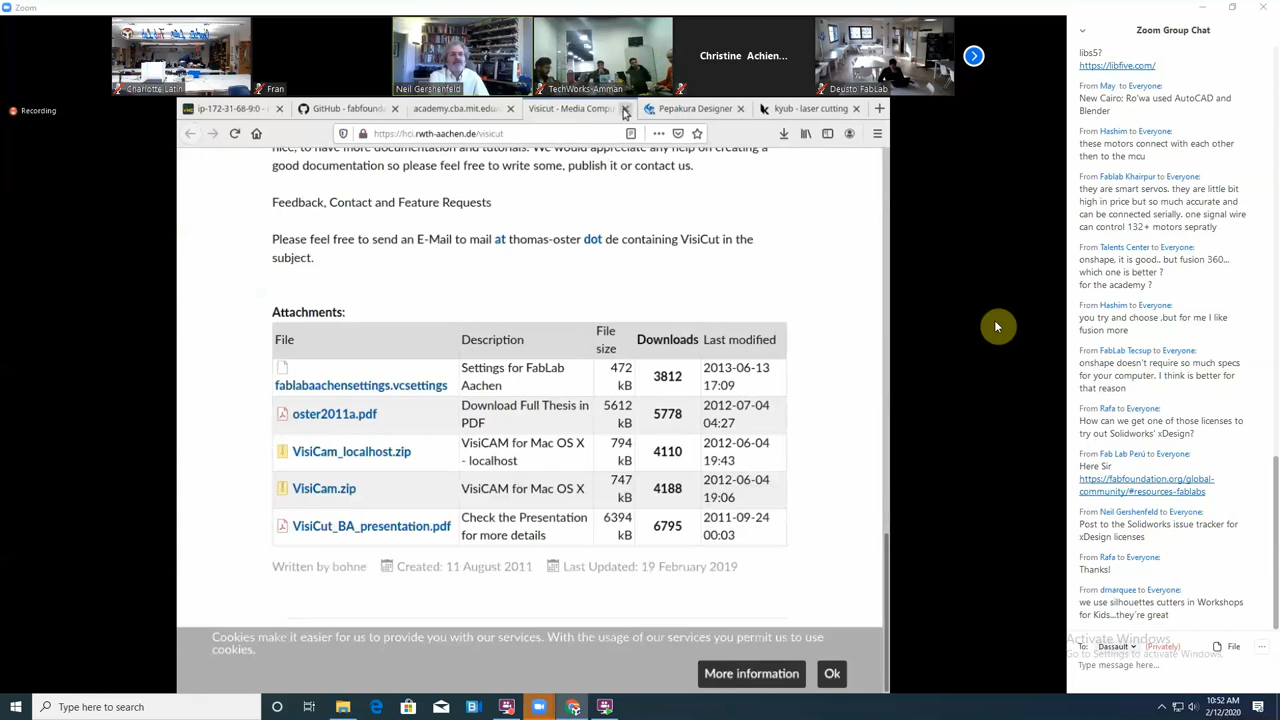 Zoom
Zoom Group Chat
Charlotte Latin
Fran
Neil Gershenfeld
TechWorks-Amman
Christine Achien...
Deusto FabLab
Recording
ip-172-31-68-9:0 -
GitHub - fabfound
academy.cba.mit.edu
Visicut - Media Compu
Pepakura Designer
kyub - laser cutting
https://hci.rwth-aachen.de/visicut
nice, to have more documentation and tutorials. We would appreciate any help on creating a
good documentation so please feel free to write some, publish it or contact us.
Feedback, Contact and Feature Requests
Please feel free to send an E-Mail to mail at thomas-oster dot de containing VisiCut in the
subject.
Attachments:
File Description File size Downloads Last modified
fablabaachensettings.vcsettings Settings for FabLab Aachen 472 kB 3812 2013-06-13 17:09
oster2011a.pdf Download Full Thesis in PDF 5612 kB 5778 2012-07-04 04:27
VisiCam_localhost.zip VisiCAM for Mac OS X - localhost 794 kB 4110 2012-06-04 19:43
VisiCam.zip VisiCAM for Mac OS X 747 kB 4188 2012-06-04 19:06
VisiCut_BA_presentation.pdf Check the Presentation for more details 6394 kB 6795 2011-09-24 00:03
Written by bohne Created: 11 August 2011 Last Updated: 19 February 2019
Cookies make it easier for us to provide you with our services. With the usage of our services you permit us to use
cookies.
More information
Ok
libs5?
https://libfive.com/
From May to Everyone:
New Cairo; Ro'wa used AutoCAD and
Blender
From Hashim to Everyone:
these motors connect with each other
then to the mcu
From Fablab Khairpur to Everyone:
they are smart servos. they are little bit
high in price but so much accurate and
can be connected serially. one signal wire
can control 132+ motors sepratly
From Talents Center to Everyone:
onshape, it is good.. but fusion 360...
which one is better ?
for the academy ?
From Hashim to Everyone:
you try and choose ,but for me I like
fusion more
From FabLab Tecsup to Everyone:
onshape doesn't require so much specs
for your computer. I think is better for
that reason
From Rafa to Everyone:
How can we get one of those licenses to
try out Solidworks' xDesign?
From Fab Lab Perú to Everyone:
Here Sir
https://fabfoundation.org/global-
community/#resources-fablabs
From Neil Gershenfeld to Everyone:
Post to the Solidworks issue tracker for
xDesign licenses
From Rafa to Everyone:
Thanks!
From dmarquee to Everyone:
we use silhouettes cutters in Workshops
for Kids...they're great
Activate Windows
Go to Settings to activate Windows.
To: Dassault (Privately) File
Type message here...
Type here to search
10:52 AM
2/12/2020